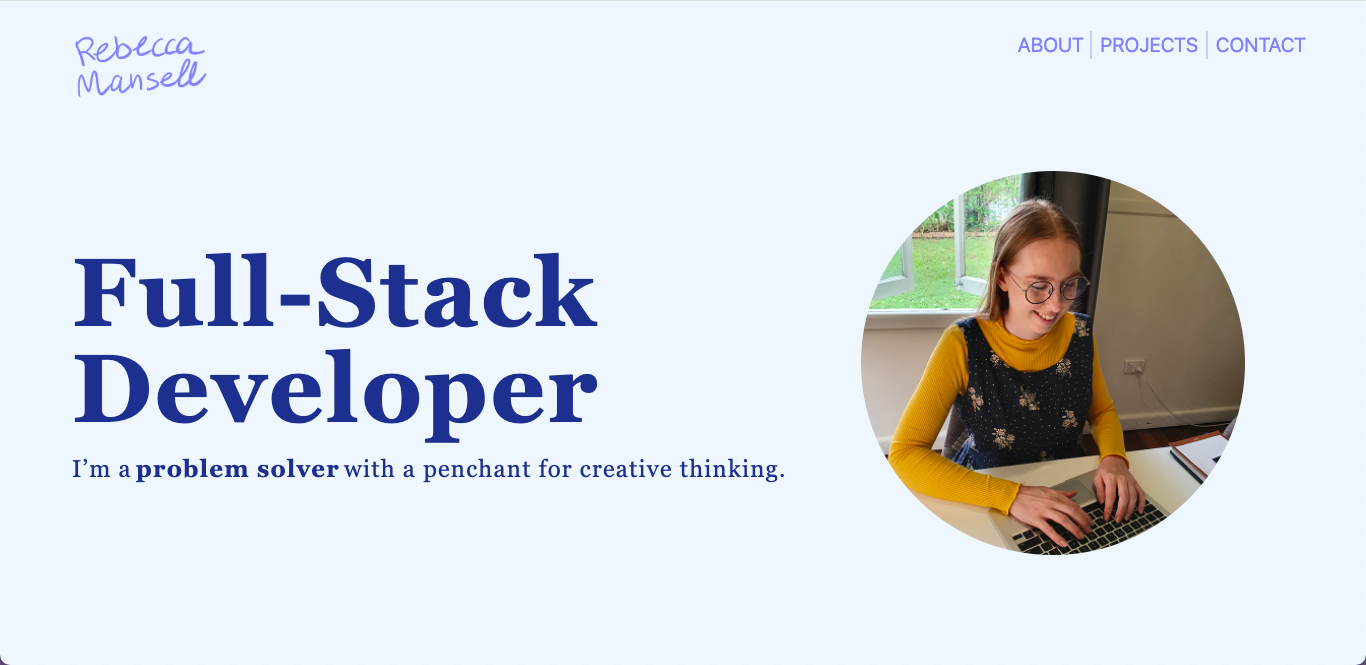 Rebecca
Mansell
ABOUT PROJECTS CONTACT
Full-Stack
Developer
I'm a problem solver with a penchant for creative thinking.